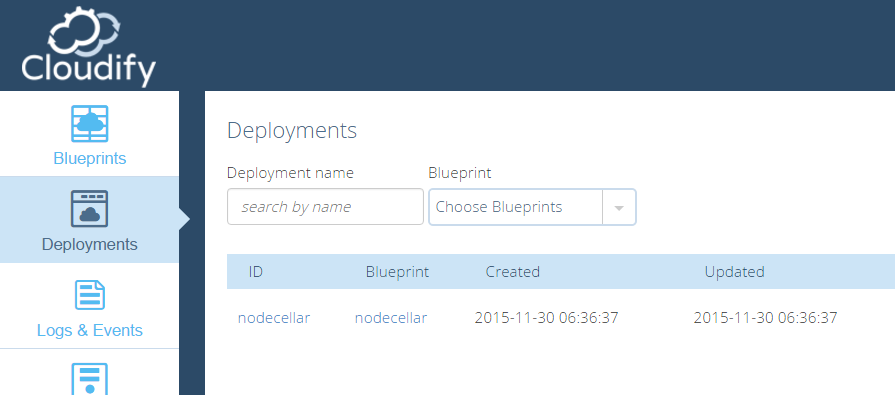 Cloudify
Blueprints
Deployments
Logs & Events
Deployments
Deployment name Blueprint
search by name Choose Blueprints
ID Blueprint Created Updated
nodecellar nodecellar 2015-11-30 06:36:37 2015-11-30 06:36:37